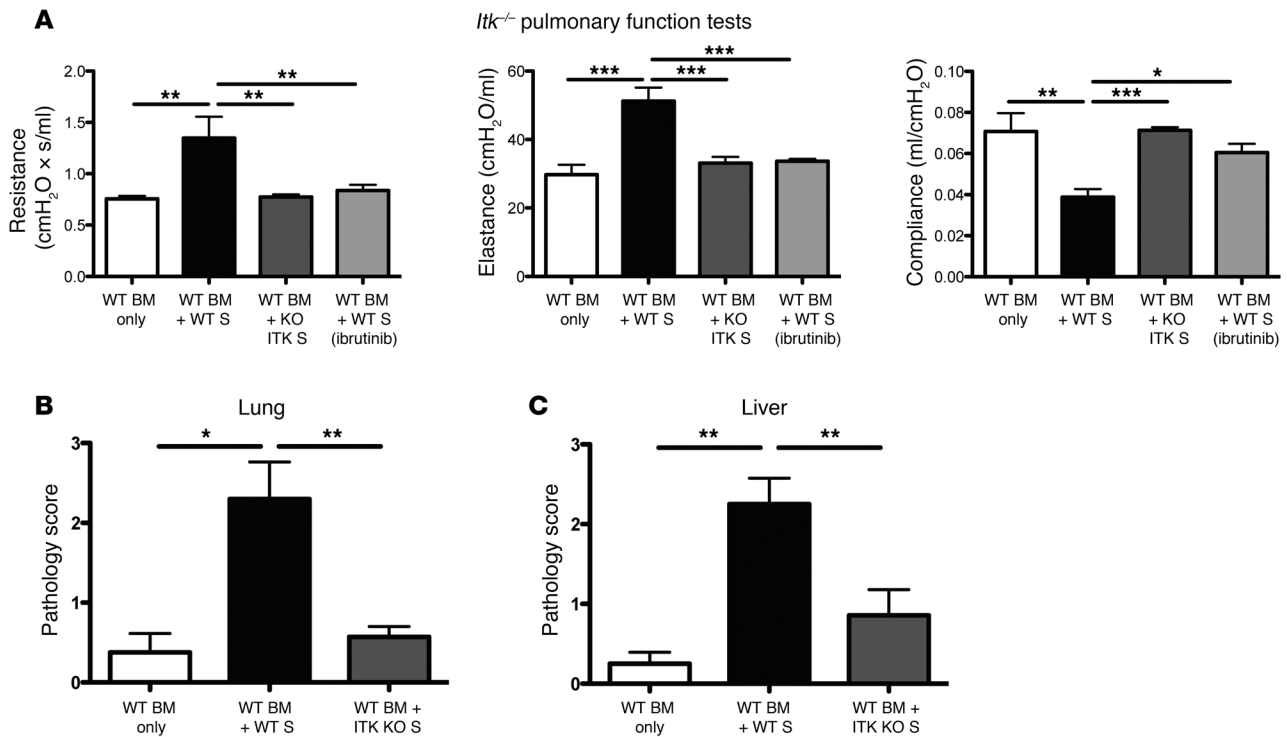 A
Itk–/– pulmonary function tests
Resistance
(cmH2O × s/ml)
2.0
1.5
1.0
0.5
0.0
**
**
**
WT BM
only
WT BM
+ WT S
WT BM
+ KO
ITK S
WT BM
+ WT S
(ibrutinib)
Elastance (cmH2O/ml)
60
40
20
0
***
***
***
WT BM
only
WT BM
+ WT S
WT BM
+ KO
ITK S
WT BM
+ WT S
(ibrutinib)
Compliance (ml/cmH2O)
0.10
0.08
0.06
0.04
0.02
0.00
*
**
***
WT BM
only
WT BM
+ WT S
WT BM
+ KO
ITK S
WT BM
+ WT S
(ibrutinib)
B
Lung
Pathology score
3
2
1
0
*
**
WT BM
only
WT BM
+ WT S
WT BM +
ITK KO S
C
Liver
Pathology score
3
2
1
0
**
**
WT BM
only
WT BM
+ WT S
WT BM +
ITK KO S